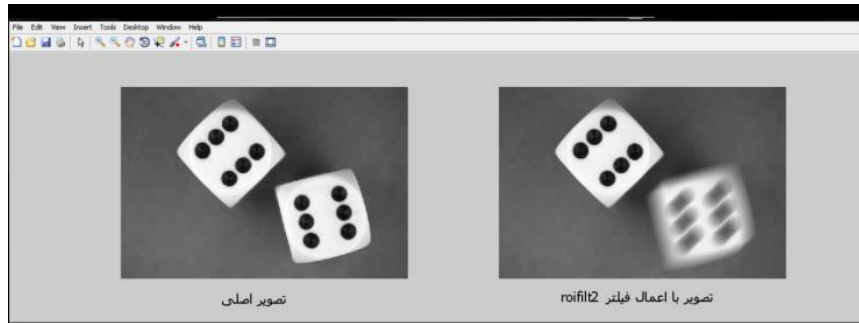 File Edit View Insert Tools Desktop Window Help
تصویر اصلی
تصویر با اعمال فیلتر roifilt2